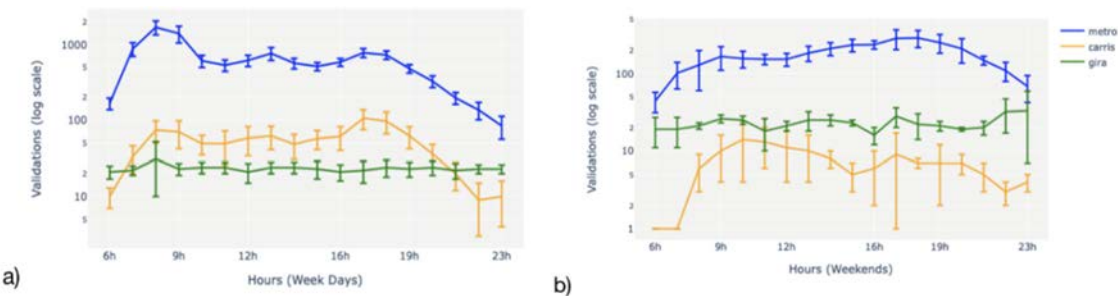 2
1000
5
2
100
5
2
10
5
Validations (log scale)
6h 9h 12h 16h 19h 23h
Hours (Week Days)
a)
5
2
100
5
2
10
5
2
1
Validations (log scale)
6h 9h 12h 16h 19h 23h
Hours (Weekends)
b)
metro
carris
gira